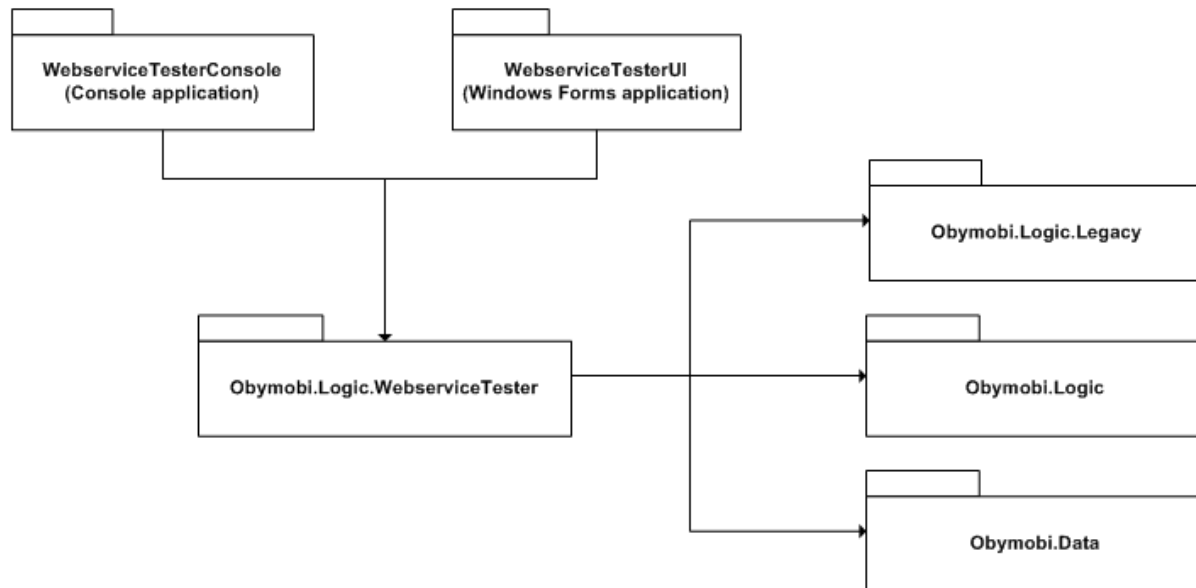 WebserviceTesterConsole
(Console application)
WebserviceTesterUI
(Windows Forms application)
Obymobi.Logic.Legacy
Obymobi.Logic.WebserviceTester
Obymobi.Logic
Obymobi.Data